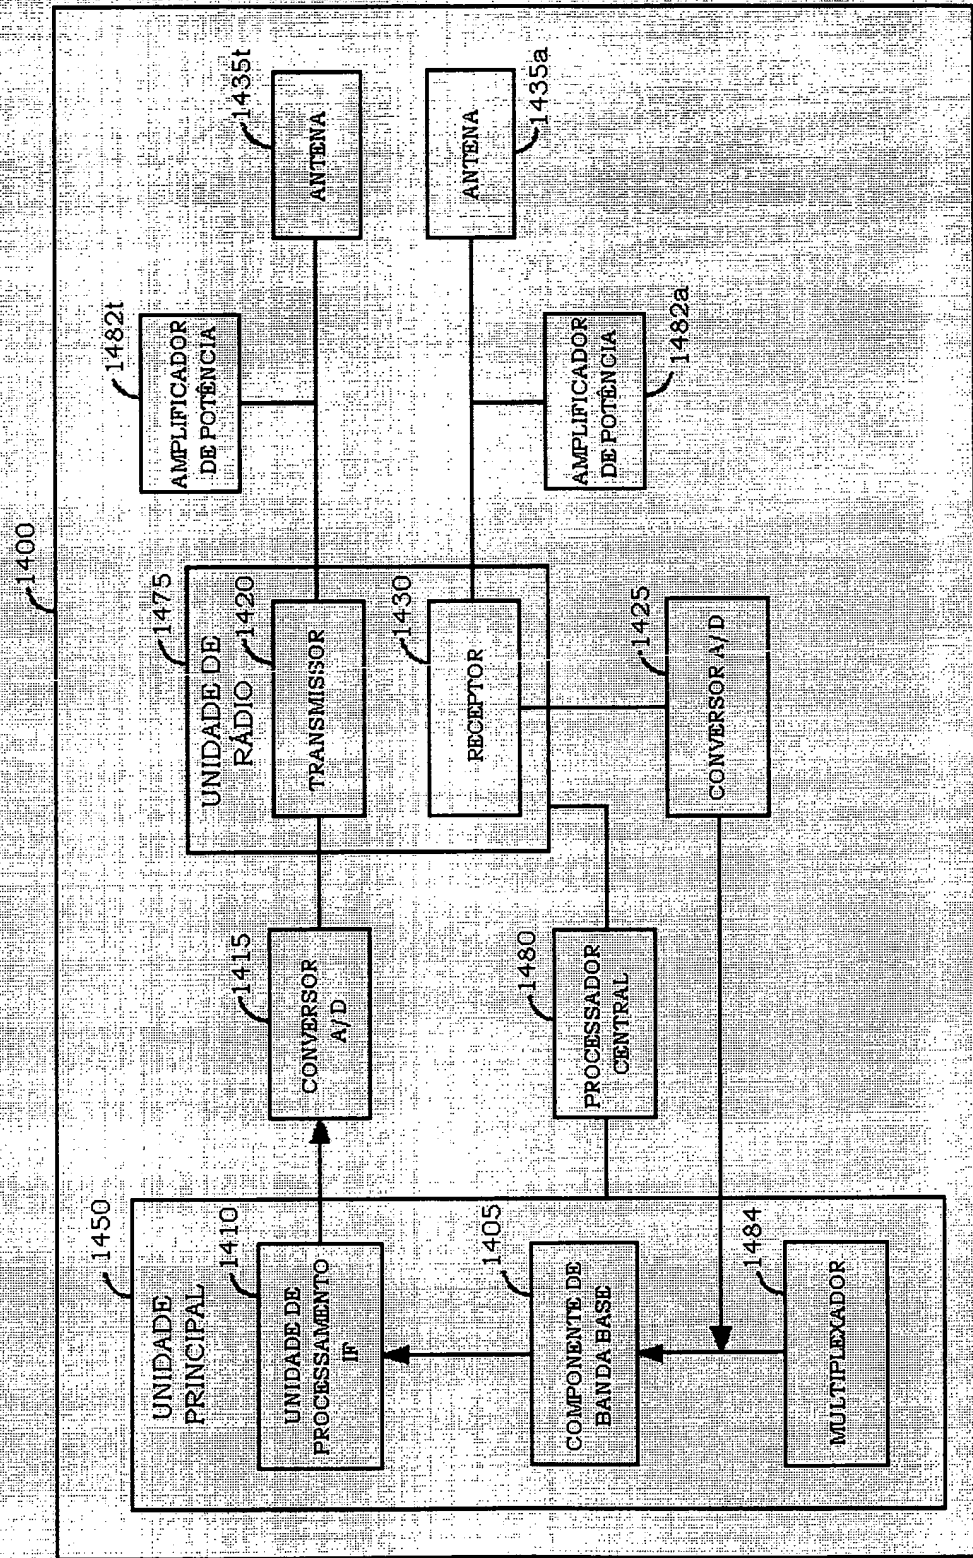 1400
1450
UNIDADE
PRINCIPAL
1410
UNIDADE DE
PROCESSAMENTO
IF
1405
COMPONENTE DE
BANDA BASE
1484
MULTIPLEXADOR
1415
CONVERSOR
A/D
1480
PROCESSADOR
CENTRAL
1475
UNIDADE DE
RÁDIO
1420
TRANSMISSOR
1430
RECEPTOR
1425
CONVERSOR A/D
1482t
AMPLIFICADOR
DE POTÊNCIA
AMPLIFICADOR
DE POTÊNCIA
1482a
1435t
ANTENA
ANTENA
1435a